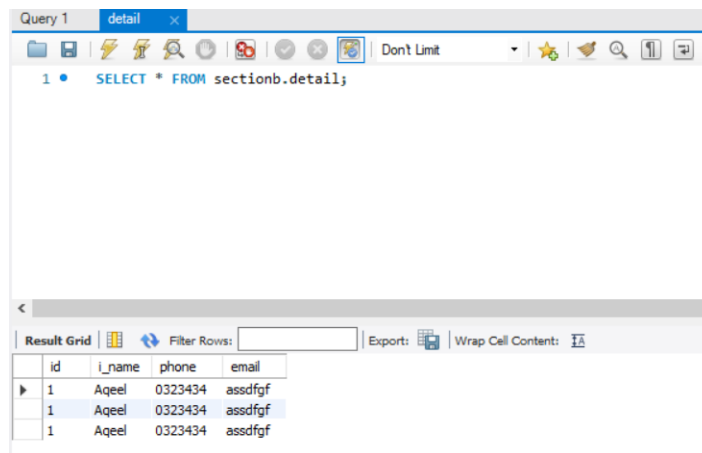 Query 1 detail
Don't Limit
1 SELECT * FROM sectionb.detail;
Result Grid Filter Rows: Export: Wrap Cell Content: IA
id i_name phone email
1 Aqeel 0323434 assdfgf
1 Aqeel 0323434 assdfgf
1 Aqeel 0323434 assdfgf